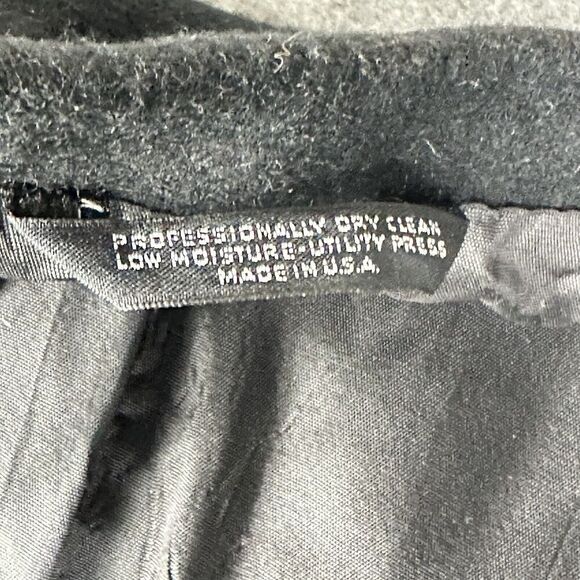 PROFESSIONALLY DRY CLEAN
LOW MOISTURE-UTILITY PRESS
MADE IN U.S.A.